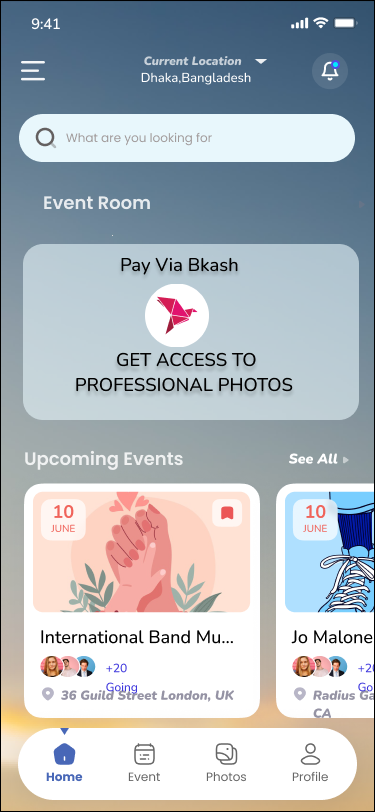 9:41
Current Location
Dhaka,Bangladesh
What are you looking for
Event Room
Pay Via Bkash
GET ACCESS TO
PROFESSIONAL PHOTOS
Upcoming Events
See All
10
JUNE
10
JUNE
International Band Mu...
Jo Malone
+20
Going
+20
36 Guild Street London, UK
Radius Ga
CA
Home
Event
Photos
Profile